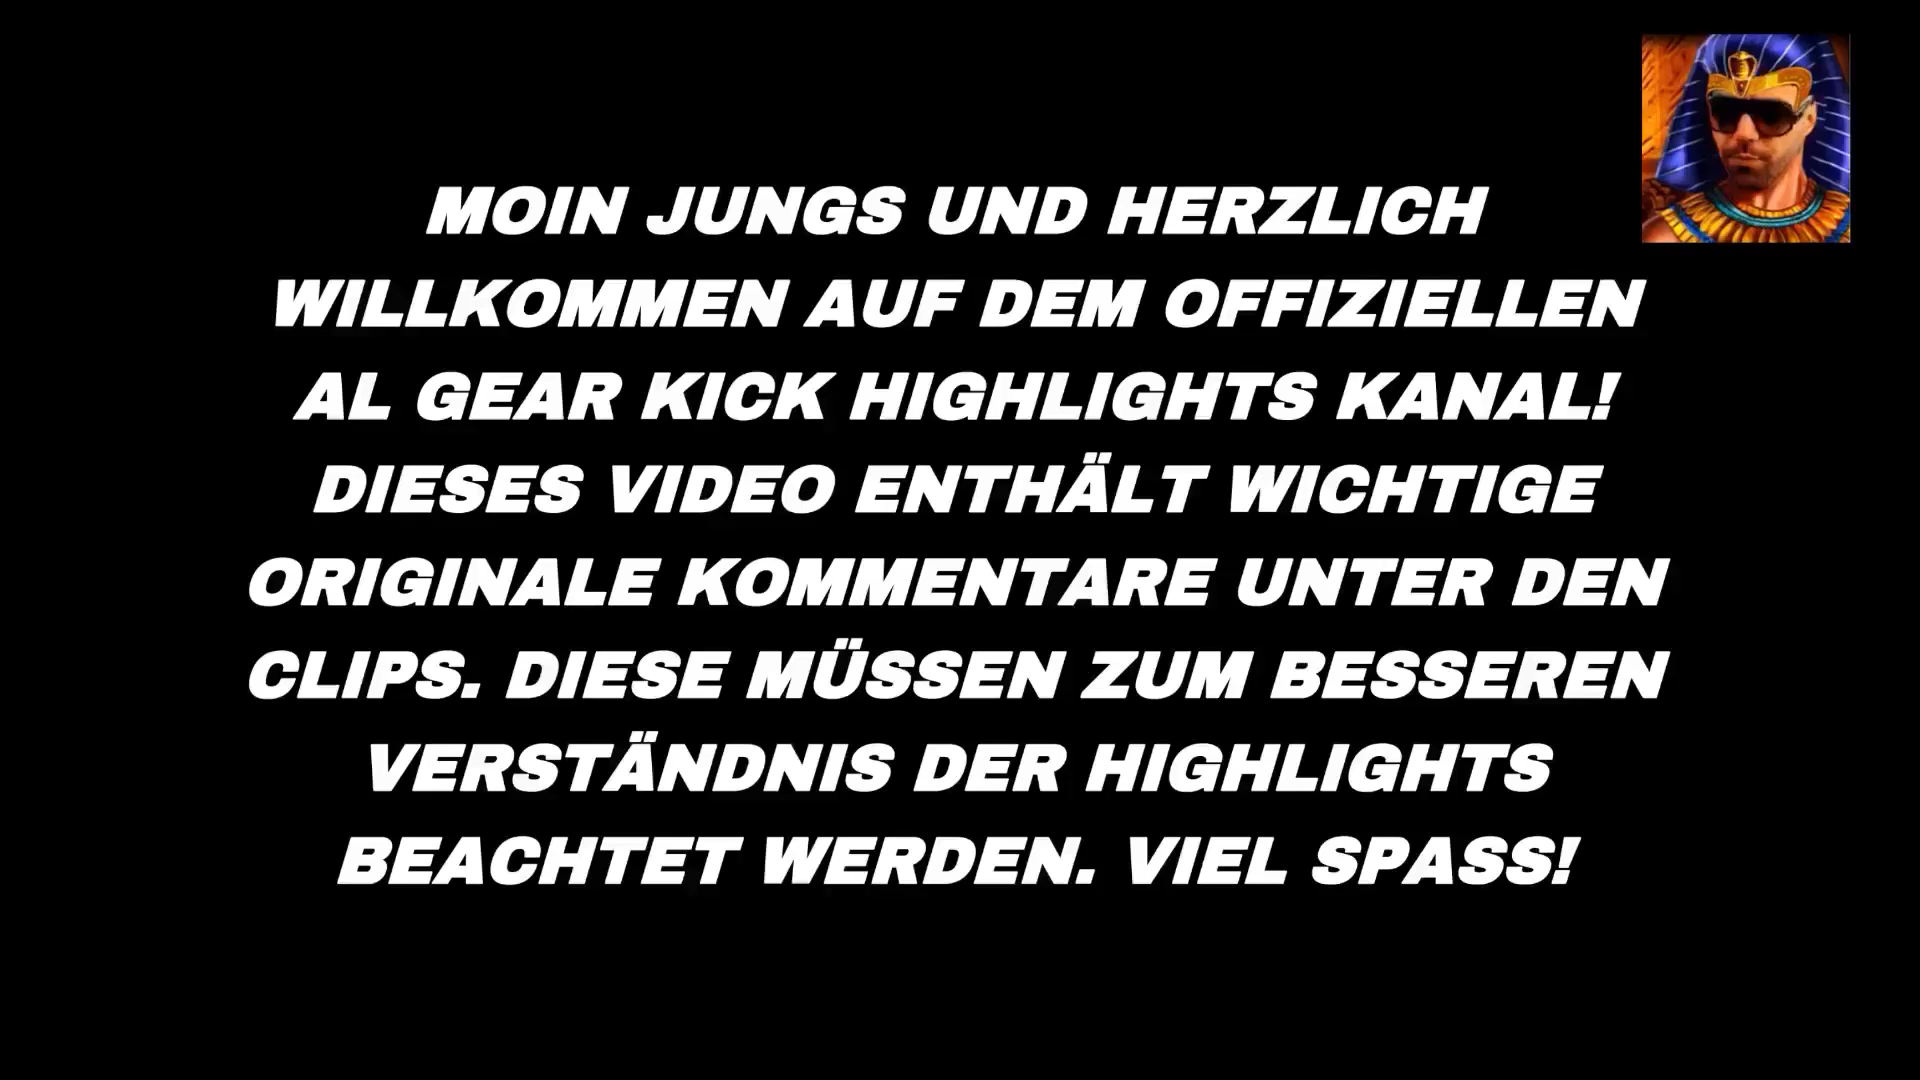 MOIN JUNGS UND HERZLICH
WILLKOMMEN AUF DEM OFFIZIELLEN
AL GEAR KICK HIGHLIGHTS KANAL!
DIESES VIDEO ENTHÄLT WICHTIGE
ORIGINALE KOMMENTARE UNTER DEN
CLIPS. DIESE MÜSSEN ZUM BESSEREN
VERSTÄNDNIS DER HIGHLIGHTS
BEACHTET WERDEN. VIEL SPASS!